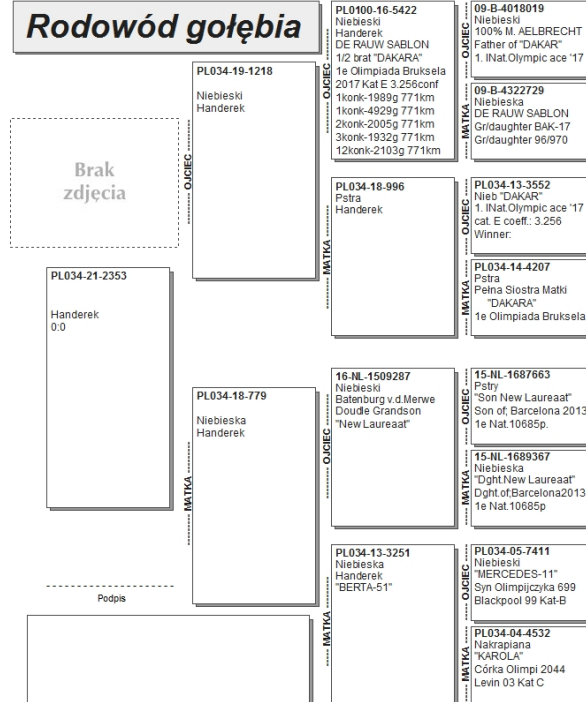 Rodowód gołębia
Brak
zdjęcia
PL034-21-2353
Handerek
0:0
Podpis
OJCIEC
PL034-19-1218
Niebieski
Handerek
MATKA
PL034-18-779
Niebieska
Handerek
OJCIEC
PL0100-16-5422
Niebieski
Handerek
DE RAUW SABLON
1/2 brat "DAKARA"
1e Olimpiada Bruksela
2017 Kat E 3.256conf
1konk-1989g 771km
1konk-4929g 771km
2konk-2005g 771km
3konk-1932g 771km
12konk-2103g 771km
MATKA
PL034-18-996
Pstra
Handerek
OJCIEC
16-NL-1509287
Niebieski
Batenburg v.d.Merwe
Doudle Grandson
"New Laureaat"
MATKA
PL034-13-3251
Niebieska
Handerek
"BERTA-51"
OJCIEC
09-B-4018019
Niebieski
100% M. AELBRECHT
Father of "DAKAR"
1. INat.Olympic ace '17
MATKA
09-B-4322729
Niebieska
DE RAUW SABLON
Gr/daughter BAK-17
Gr/daughter 96/970
OJCIEC
PL034-13-3552
Nieb "DAKAR"
1. INat.Olympic ace '17
cat. E coeff.: 3.256
Winner:
MATKA
PL034-14-4207
Pstra
Pełna Siostra Matki
"DAKARA"
1e Olimpiada Bruksela
OJCIEC
15-NL-1687663
Pstry
"Son New Laureaat"
Son of; Barcelona 2013
1e Nat.10685p.
MATKA
15-NL-1689367
Niebieska
"Dght.New Laureaat"
Dght.of;Barcelona2013
1e Nat.10685p
OJCIEC
PL034-05-7411
Niebieski
"MERCEDES-11"
Syn Olimpijczyka 699
Blackpool 99 Kat-B
MATKA
PL034-04-4532
Nakrapiana
"KAROLA"
Córka Olimpi 2044
Levin 03 Kat C